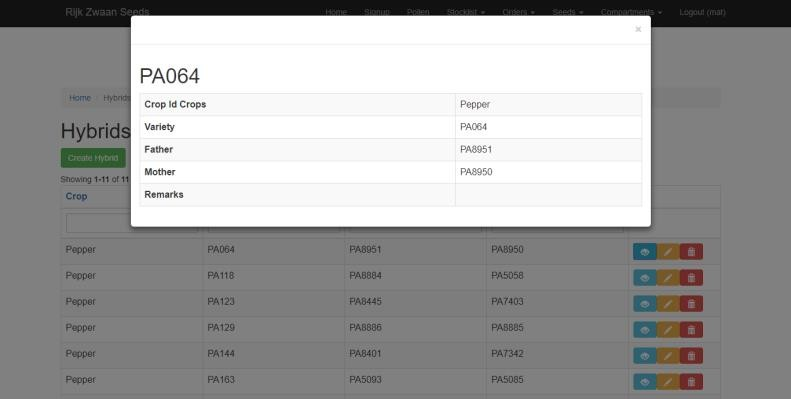 Rijk Zwaan Seeds Home Signup Pollen Stocklist Orders Seeds Compartments Logout (mat)
×
PA064
Crop Id Crops Pepper
Variety PA064
Father PA8951
Mother PA8950
Remarks
Home / Hybrids
Hybrids
Create Hybrid
Showing 1-11 of 11
Crop
Pepper PA064 PA8951 PA8950
Pepper PA118 PA8884 PA5058
Pepper PA123 PA8445 PA7403
Pepper PA129 PA8886 PA8885
Pepper PA144 PA8401 PA7342
Pepper PA163 PA5093 PA5085